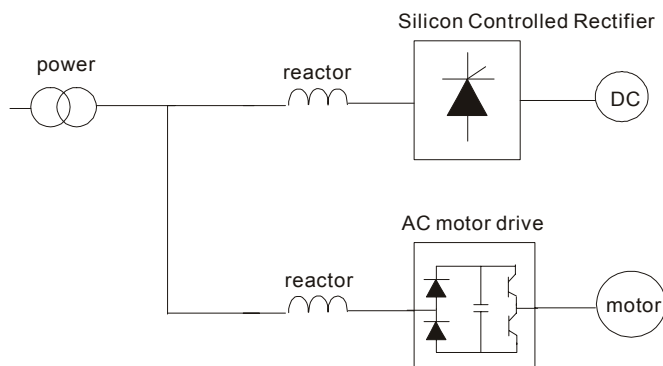 Silicon Controlled Rectifier
power
reactor
DC
AC motor drive
reactor
motor